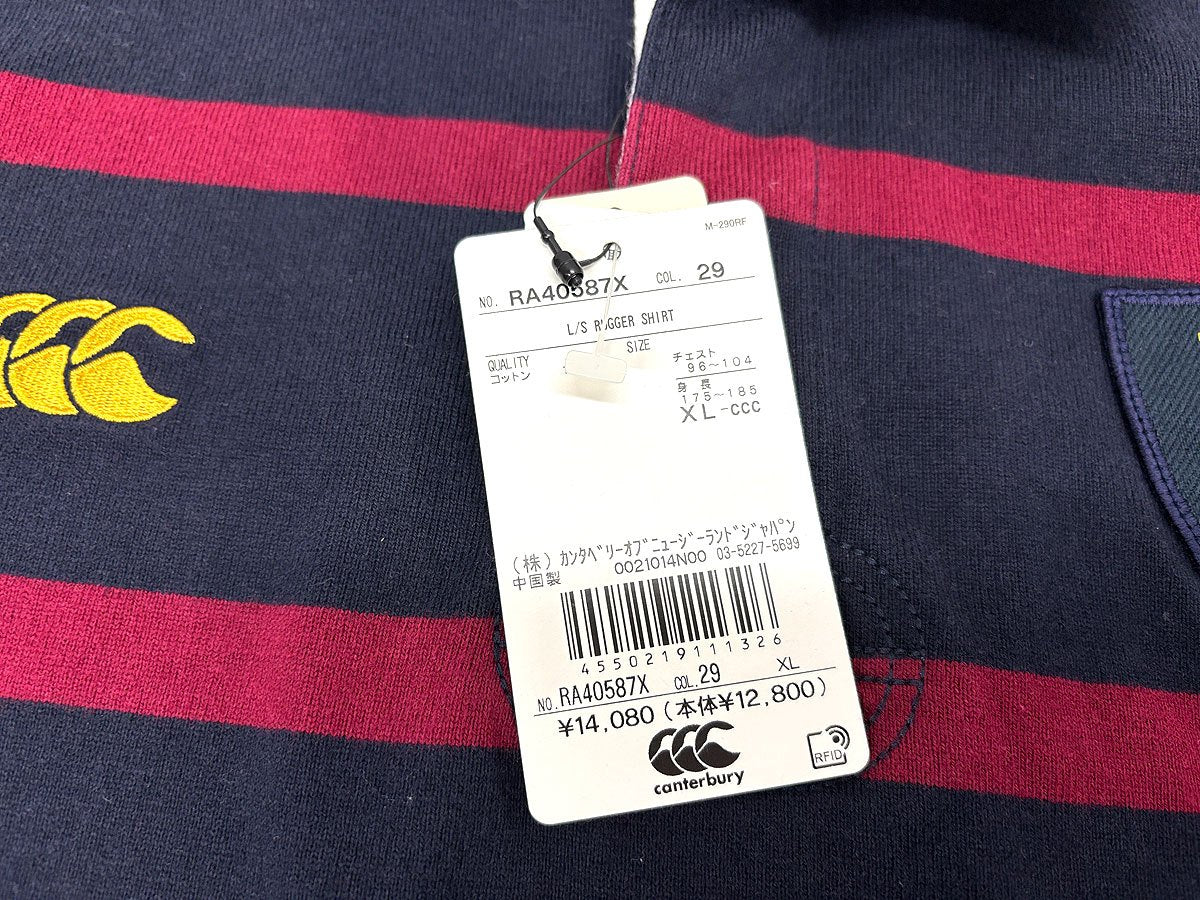 M-290RF
NO. RA40587X COL. 29
L/S RUGGER SHIRT
QUALITY SIZE
コットン
チェスト
96~104
身長
175~185
XL-CCC
(株)カンタベリーオブニュージーランドジャパン
中国製 0021014N00 03-5227-5699
4550219111326
NO. RA40587X COL. 29 XL
¥14,080(本体¥12,800)
canterbury
RFID